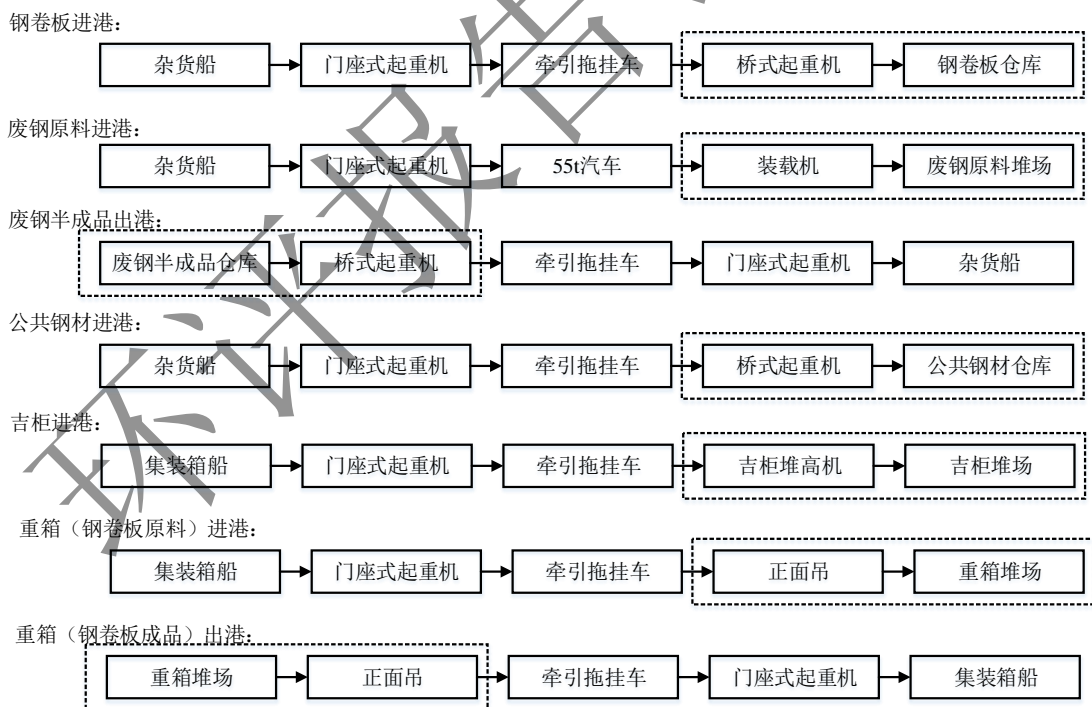 钢卷板进港：
杂货船 门座式起重机 牵引拖挂车 桥式起重机 钢卷板仓库
废钢原料进港：
杂货船 门座式起重机 55t汽车 装载机 废钢原料堆场
废钢半成品出港：
废钢半成品仓库 桥式起重机 牵引拖挂车 门座式起重机 杂货船
公共钢材进港：
杂货船 门座式起重机 牵引拖挂车 桥式起重机 公共钢材仓库
吉柜进港：
集装箱船 门座式起重机 牵引拖挂车 吉柜堆高机 吉柜堆场
重箱（钢卷板原料）进港：
集装箱船 门座式起重机 牵引拖挂车 正面吊 重箱堆场
重箱（钢卷板成品）出港：
重箱堆场 正面吊 牵引拖挂车 门座式起重机 集装箱船
环评报告